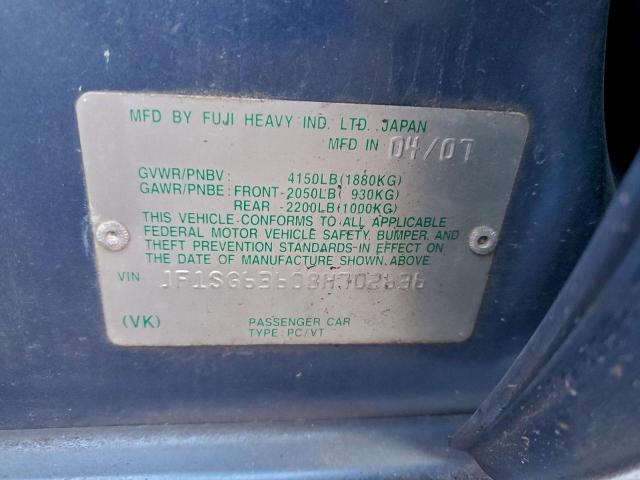 MFD BY FUJI HEAVY IND. LTD. JAPAN
MFD IN 04/07
GVWR/PNBV: 4150LB(1880KG)
GAWR/PNBE: FRONT-2050LB( 930KG)
REAR -2200LB(1000KG)
THIS VEHICLE CONFORMS TO ALL APPLICABLE
FEDERAL MOTOR VEHICLE SAFETY, BUMPER, AND
THEFT PREVENTION STANDARDS IN EFFECT ON
THE DATE OF MANUFACTURE SHOWN ABOVE.
VIN JF1SG63608H702636
(VK) PASSENGER CAR
TYPE: PC/VT